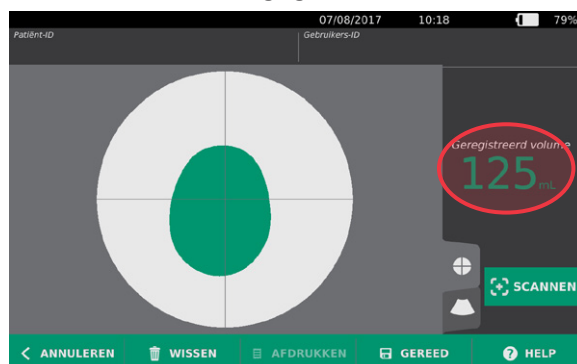 07/08/2017 10:18 79%
Patiënt-ID Gebruikers-ID
Geregistreerd volume
125 mL
SCANNEN
ANNULEREN WISSEN AFDRUKKEN GEREED HELP